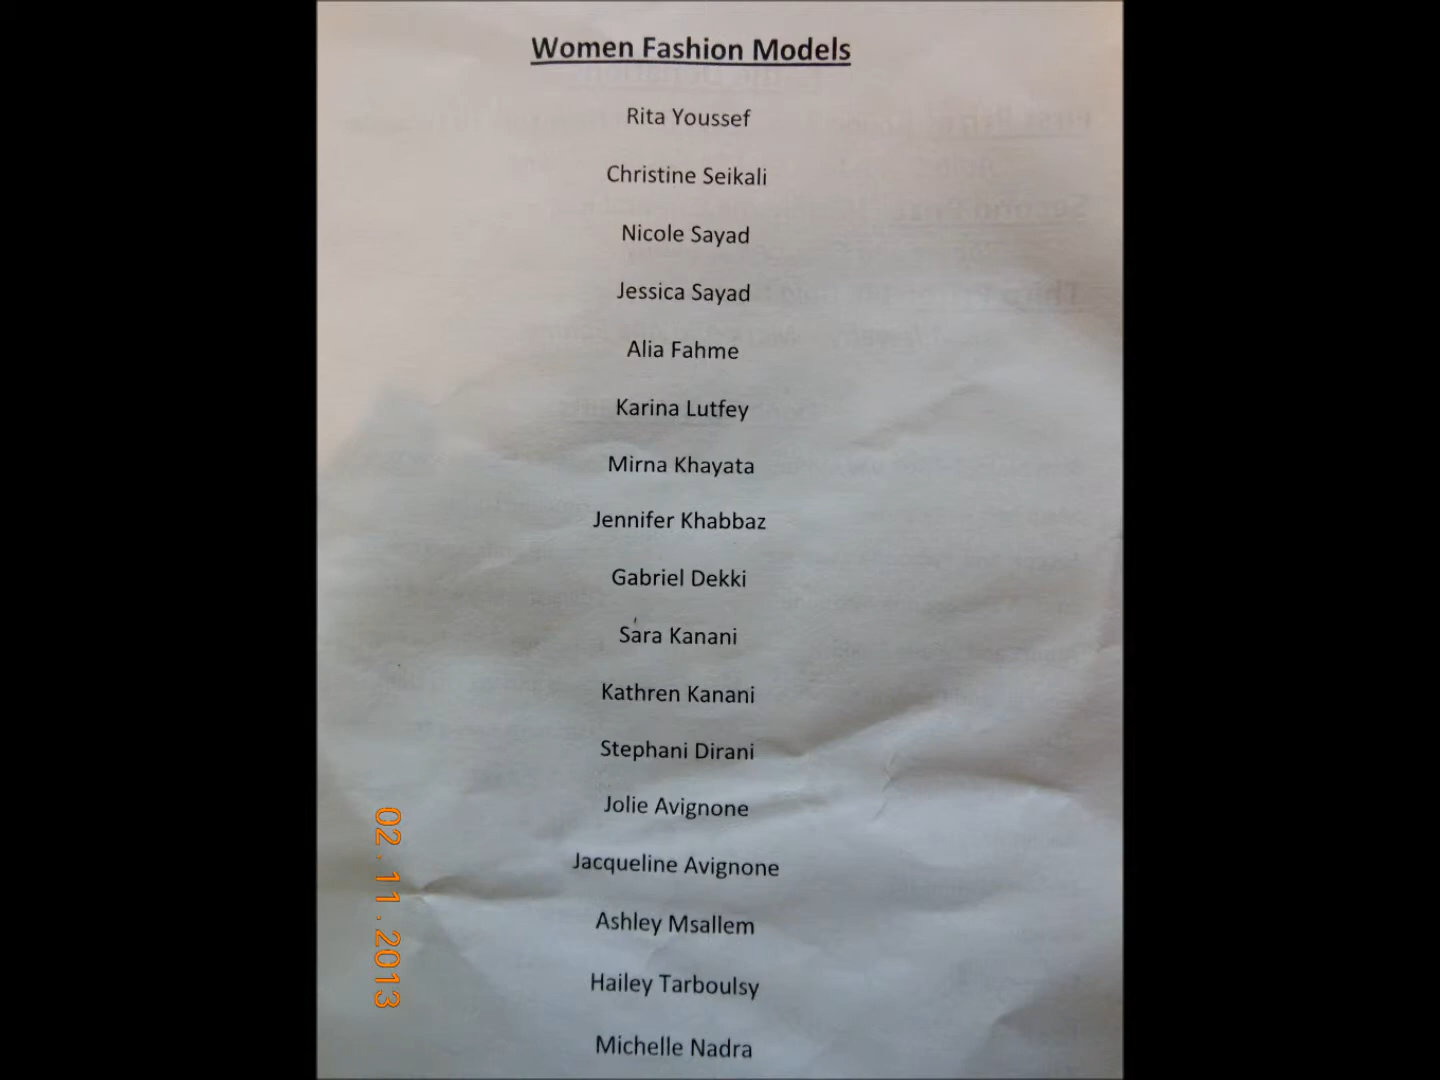 Women Fashion Models
Rita Youssef
Christine Seikali
Nicole Sayad
Jessica Sayad
Alia Fahme
Karina Lutfey
Mirna Khayata
Jennifer Khabbaz
Gabriel Dekki
Sara Kanani
Kathren Kanani
Stephani Dirani
Jolie Avignone
Jacqueline Avignone
Ashley Msallem
Hailey Tarboulsy
Michelle Nadra
02.11.2013